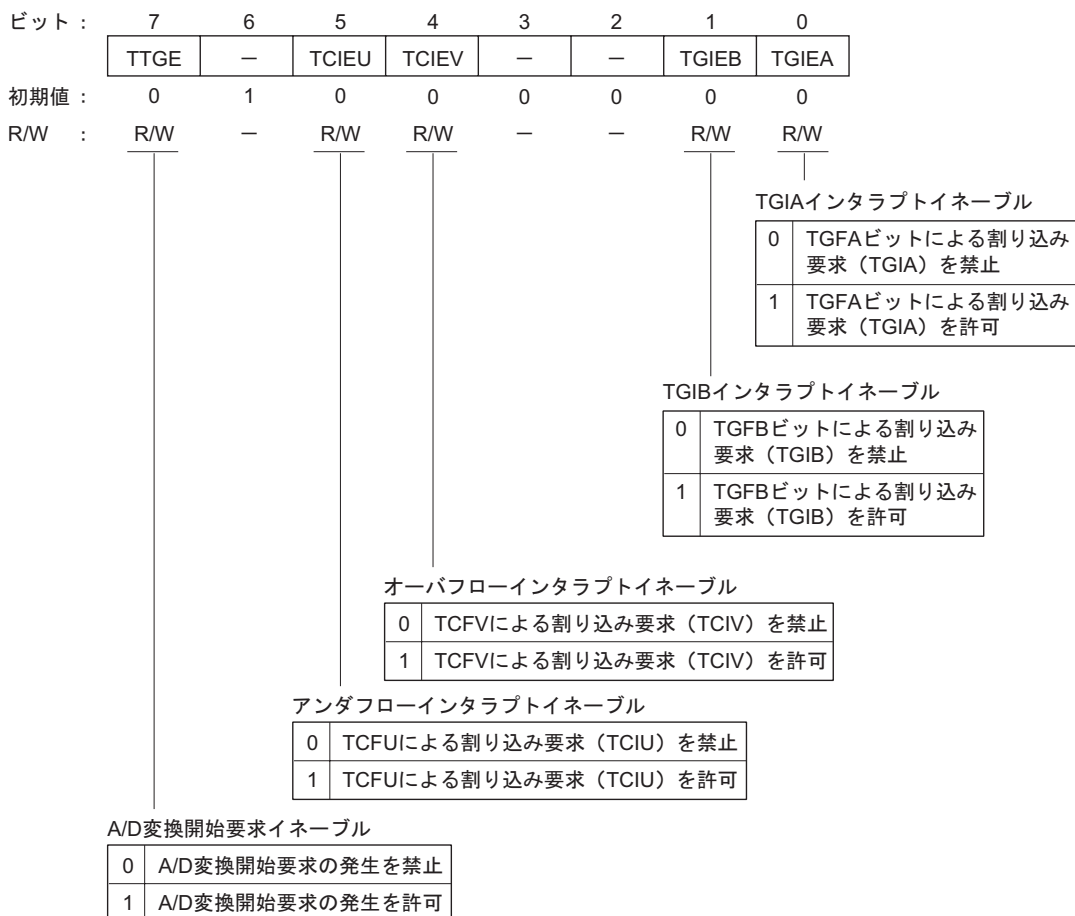 ビット : 7 6 5 4 3 2 1 0
TTGE － TCIEU TCIEV － － TGIEB TGIEA
初期値 : 0 1 0 0 0 0 0 0
R/W : R/W － R/W R/W － － R/W R/W
TGIAインタラプトイネーブル
0 TGFAビットによる割り込み
要求（TGIA）を禁止
1 TGFAビットによる割り込み
要求（TGIA）を許可
TGIBインタラプトイネーブル
0 TGFBビットによる割り込み
要求（TGIB）を禁止
1 TGFBビットによる割り込み
要求（TGIB）を許可
オーバフローインタラプトイネーブル
0 TCFVによる割り込み要求（TCIV）を禁止
1 TCFVによる割り込み要求（TCIV）を許可
アンダフローインタラプトイネーブル
0 TCFUによる割り込み要求（TCIU）を禁止
1 TCFUによる割り込み要求（TCIU）を許可
A/D変換開始要求イネーブル
0 A/D変換開始要求の発生を禁止
1 A/D変換開始要求の発生を許可